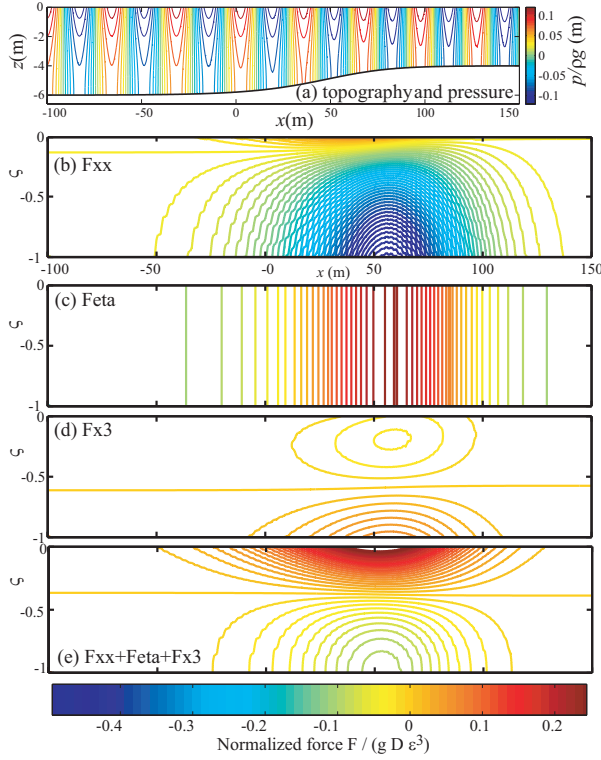 0
-2
-4
-6
z(m)
(a) topography and pressure
-100 -50 0 50 100 150
x(m)
0.1
0.05
0
-0.05
-0.1
p/ρg (m)
0
-0.5
-1
ς
(b) Fxx
-100 -50 -0 50 100 150
x (m)
0
-0.5
-1
ς
(c) Feta
0
-0.5
-1
ς
(d) Fx3
0
-0.5
-1
ς
(e) Fxx+Feta+Fx3
-0.4 -0.3 -0.2 -0.1 0 0.1 0.2
Normalized force F / (g D ε³)